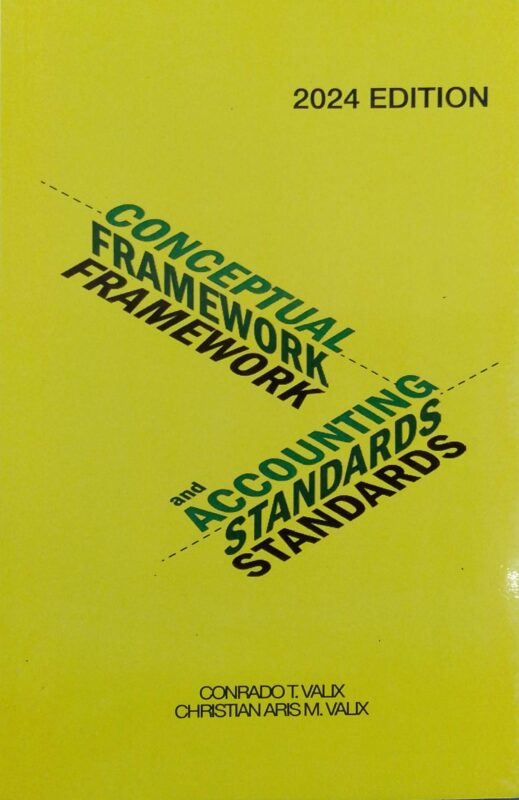 2024 EDITION
CONCEPTUAL
FRAMEWORK
FRAMEWORK
and ACCOUNTING
STANDARDS
STANDARDS
CONRADO T. VALIX
CHRISTIAN ARIS M. VALIX